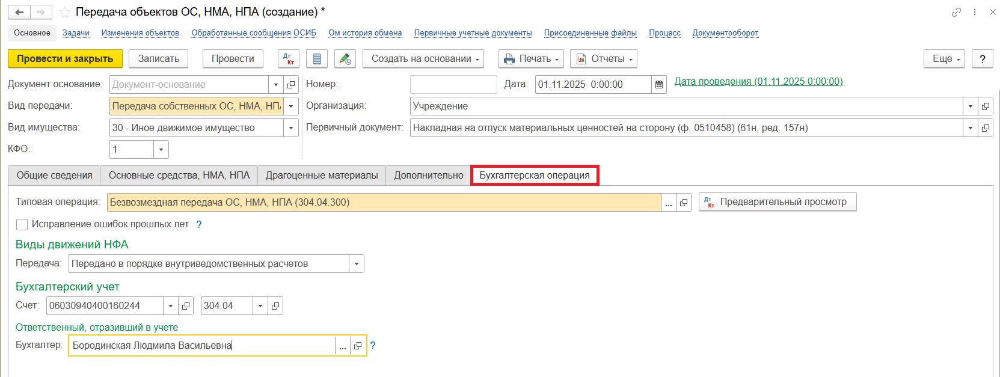 Передача объектов ОС, НМА, НПА (создание) *
Основное Задачи Изменения объектов Обработанные сообщения ОСИБ Ом история обмена Первичные учетные документы Присоединенные файлы Процесс Документооборот
Провести и закрыть Записать Провести Дт Кт Создать на основании Печать Отчеты Еще ?
Документ основание: Документ-основание Номер: Дата: 01.11.2025 0:00:00 Дата проведения (01.11.2025 0:00:00)
Вид передачи: Передача собственных ОС, НМА, НПА Организация: Учреждение
Вид имущества: 30 - Иное движимое имущество Первичный документ: Накладная на отпуск материальных ценностей на сторону (ф. 0510458) (61н, ред. 157н)
КФО: 1
Общие сведения Основные средства, НМА, НПА Драгоценные материалы Дополнительно Бухгалтерская операция
Типовая операция: Безвозмездная передача ОС, НМА, НПА (304.04.300) ... Дт Кт Предварительный просмотр
Исправление ошибок прошлых лет ?
Виды движений НФА
Передача: Передано в порядке внутриведомственных расчетов
Бухгалтерский учет
Счет: 06030940400160244 304.04
Ответственный, отразивший в учете
Бухгалтер: Бородинская Людмила Васильевна ... ?